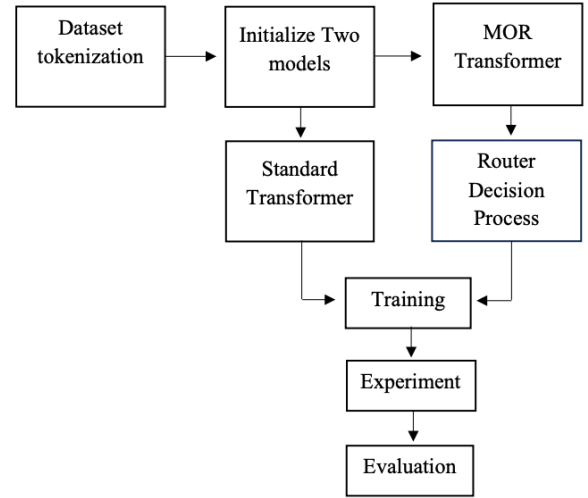 Dataset
tokenization
Initialize Two
models
MOR
Transformer
Standard
Transformer
Router
Decision
Process
Training
Experiment
Evaluation